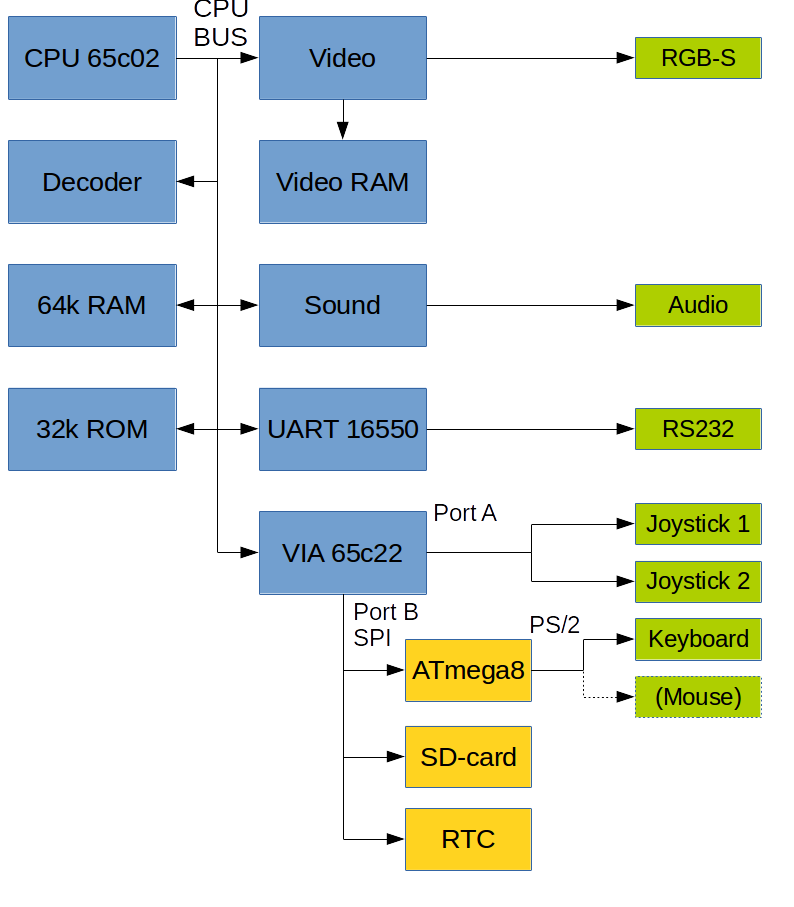 CPU
BUS
CPU 65c02
Video
RGB-S
Decoder
Video RAM
64k RAM
Sound
Audio
32k ROM
UART 16550
RS232
Port A
Joystick 1
VIA 65c22
Joystick 2
Port B
SPI
PS/2
Keyboard
ATmega8
(Mouse)
SD-card
RTC